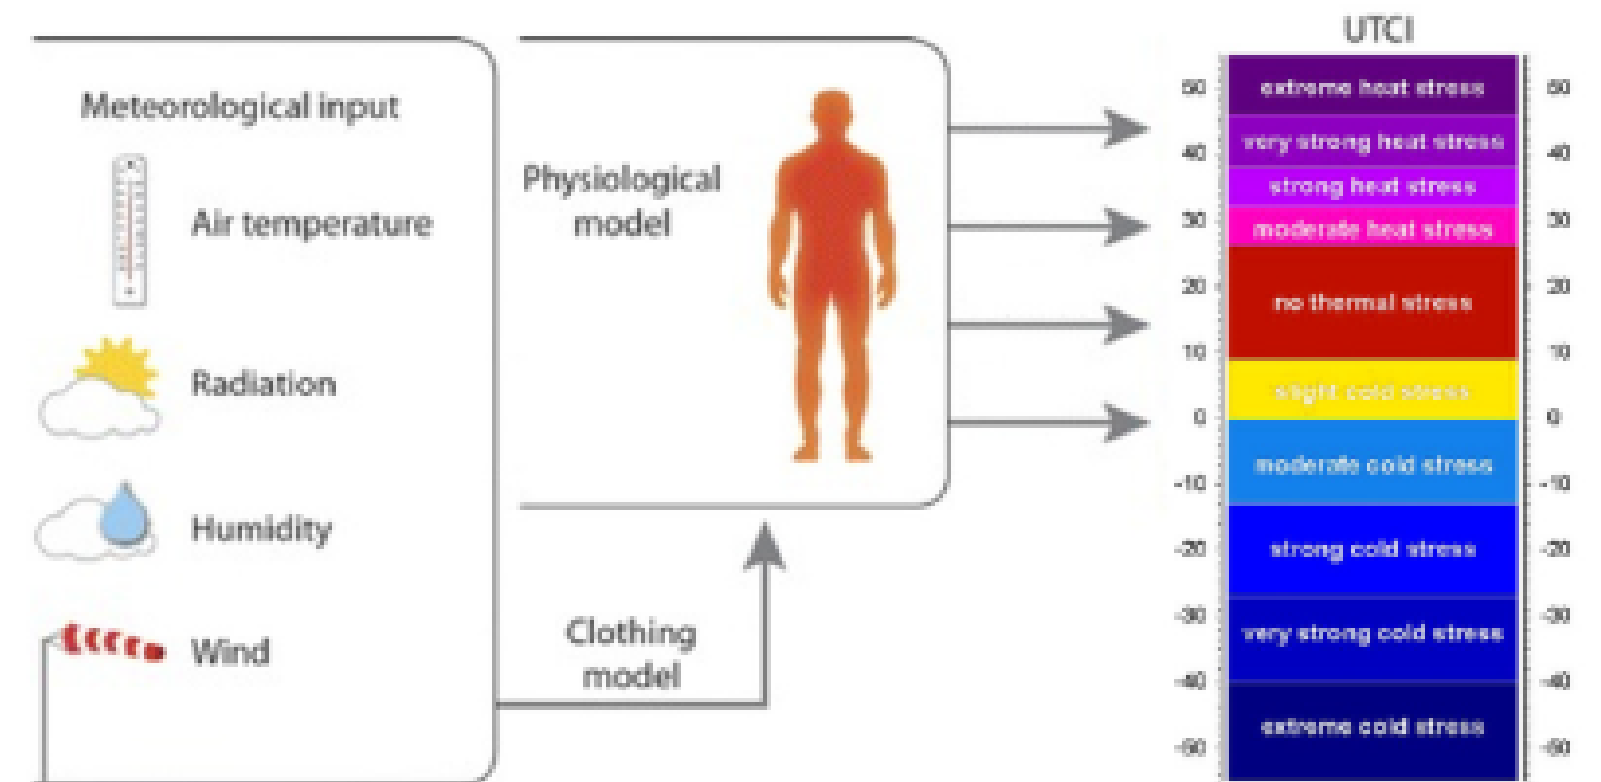 Meteorological input
Air temperature
Radiation
Humidity
Wind
Physiological
model
Clothing
model
UTCI
50 extreme heat stress 50
very strong heat stress
40 40
strong heat stress
30 moderate heat stress 30
20 20
no thermal stress
10 10
slight cold stress
0 0
moderate cold stress
-10 -10
-20 strong cold stress -20
-30 -30
very strong cold stress
-40 -40
extreme cold stress
-50 -50